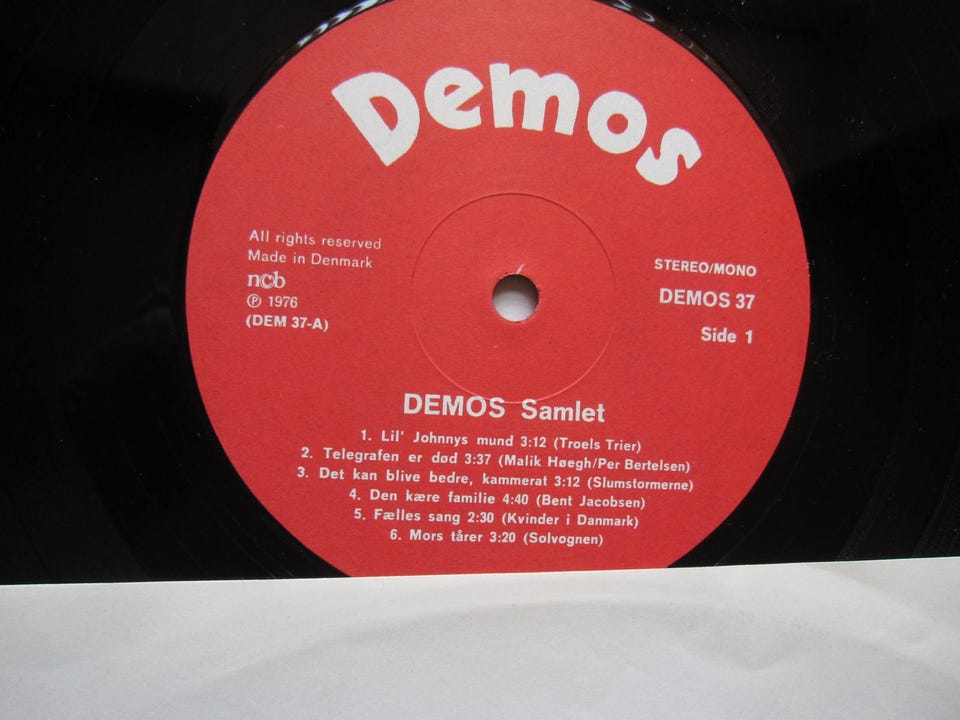 Demos
All rights reserved
Made in Denmark
ncb
℗ 1976
(DEM 37-A)
STEREO/MONO
DEMOS 37
Side 1
DEMOS Samlet
1. Lil' Johnnys mund 3:12 (Troels Trier)
2. Telegrafen er død 3:37 (Malik Høegh/Per Bertelsen)
3. Det kan blive bedre, kammerat 3:12 (Slumstormerne)
4. Den kære familie 4:40 (Bent Jacobsen)
5. Fælles sang 2:30 (Kvinder i Danmark)
6. Mors tårer 3:20 (Solvognen)